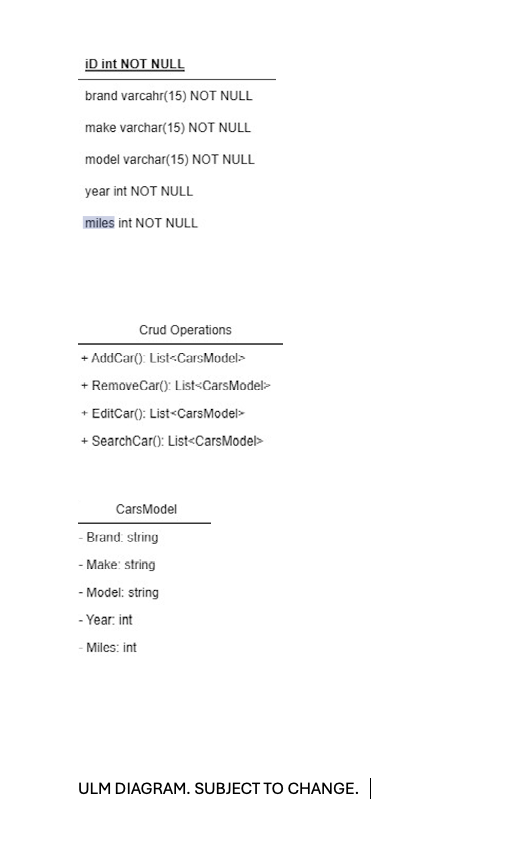 iD int NOT NULL
brand varcahr(15) NOT NULL
make varchar(15) NOT NULL
model varchar(15) NOT NULL
year int NOT NULL
miles int NOT NULL
Crud Operations
+ AddCar(): List<CarsModel>
+ RemoveCar(): List<CarsModel>
+ EditCar(): List<CarsModel>
+ SearchCar(): List<CarsModel>
CarsModel
- Brand: string
- Make: string
- Model: string
- Year: int
- Miles: int
ULM DIAGRAM. SUBJECT TO CHANGE.